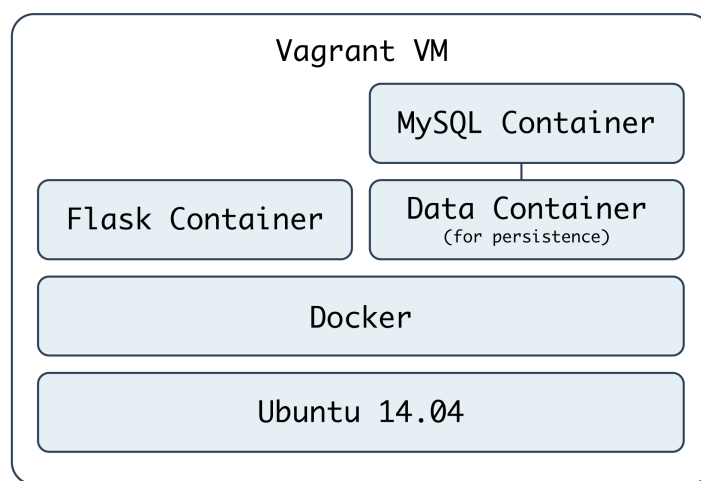 Vagrant VM
MySQL Container
Flask Container
Data Container
(for persistence)
Docker
Ubuntu 14.04